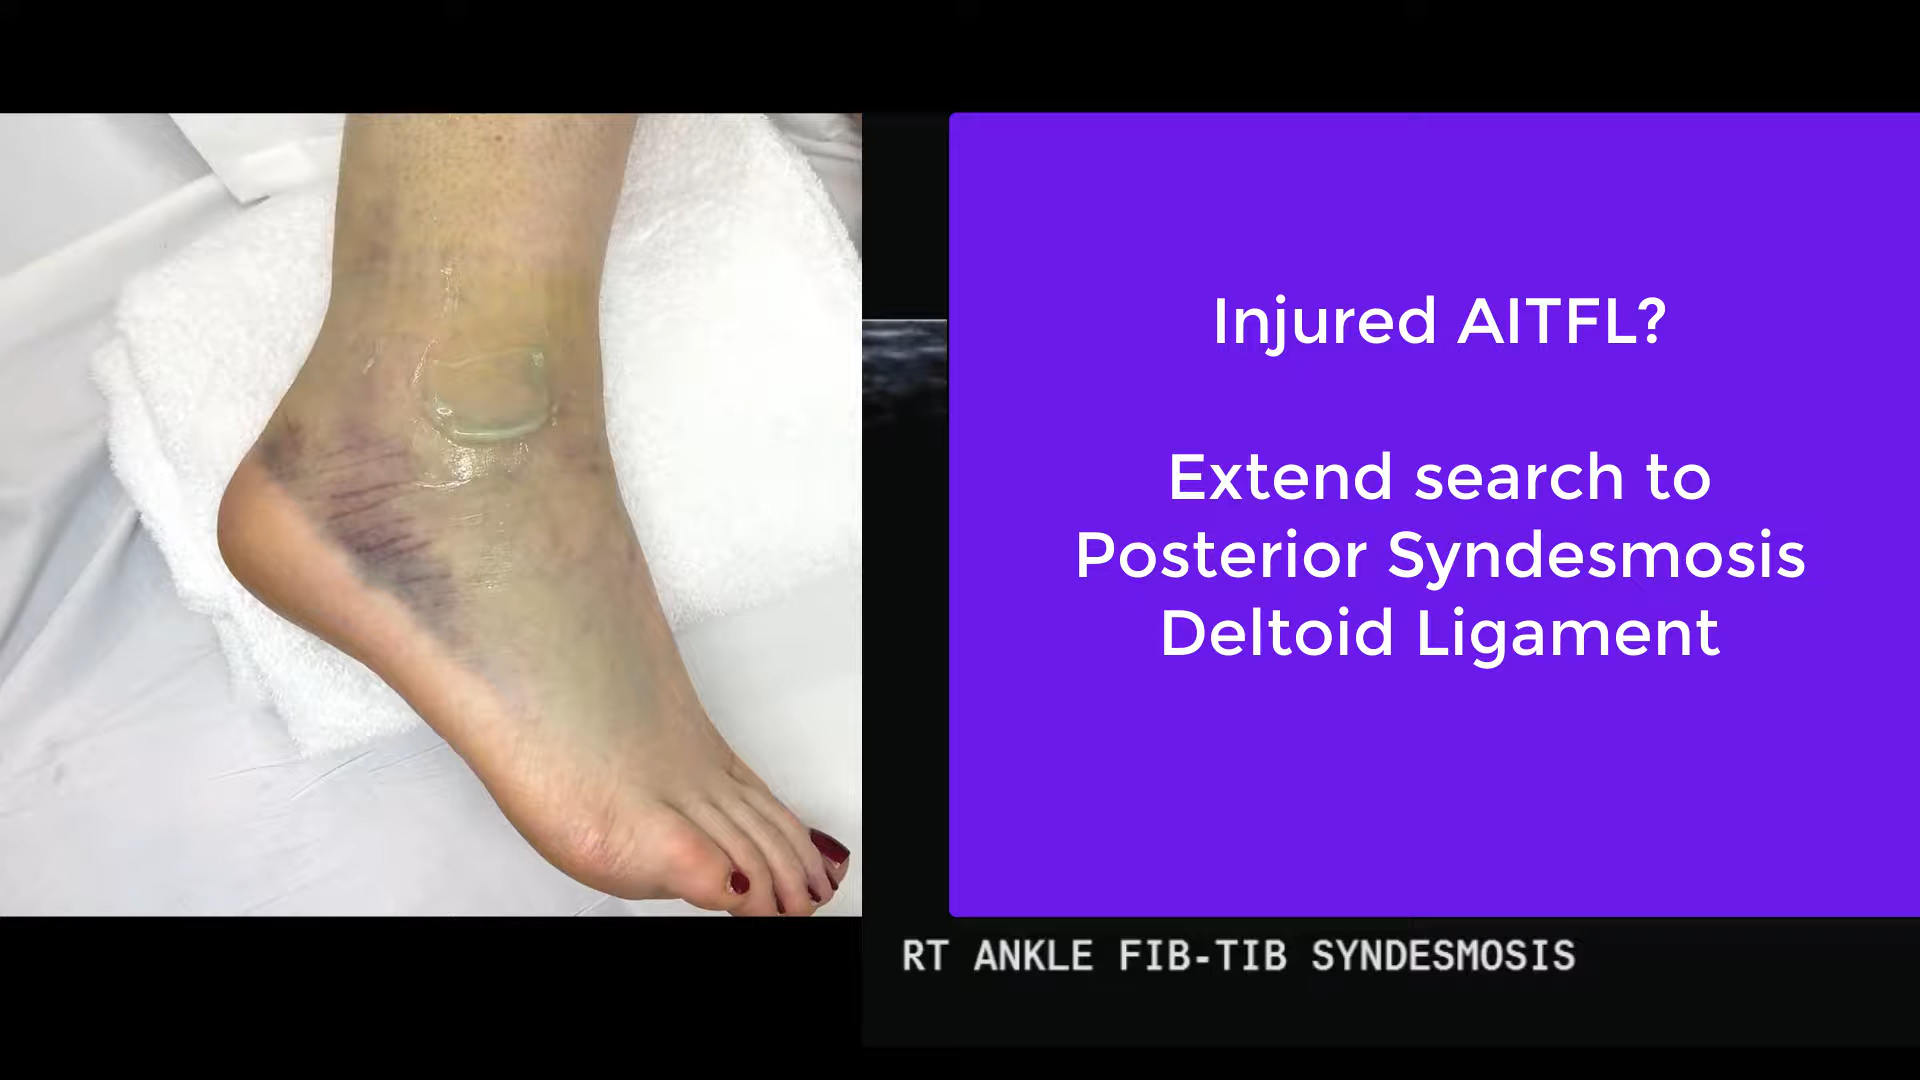 Injured AITFL?
Extend search to
Posterior Syndesmosis
Deltoid Ligament
RT ANKLE FIB-TIB SYNDESMOSIS